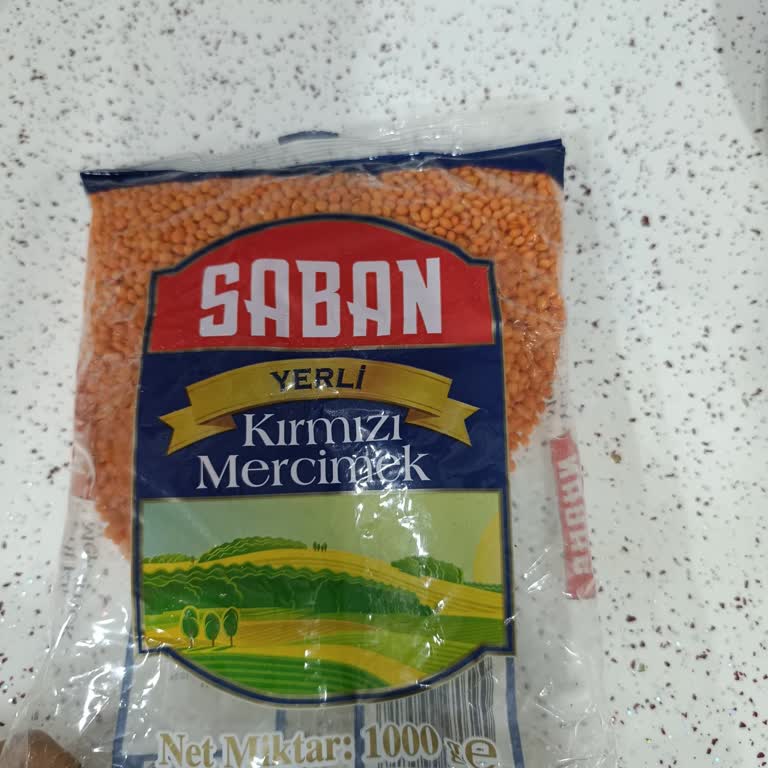 SABAN
YERLİ
Kırmızı
Mercimek
Net Miktar: 1000 g e